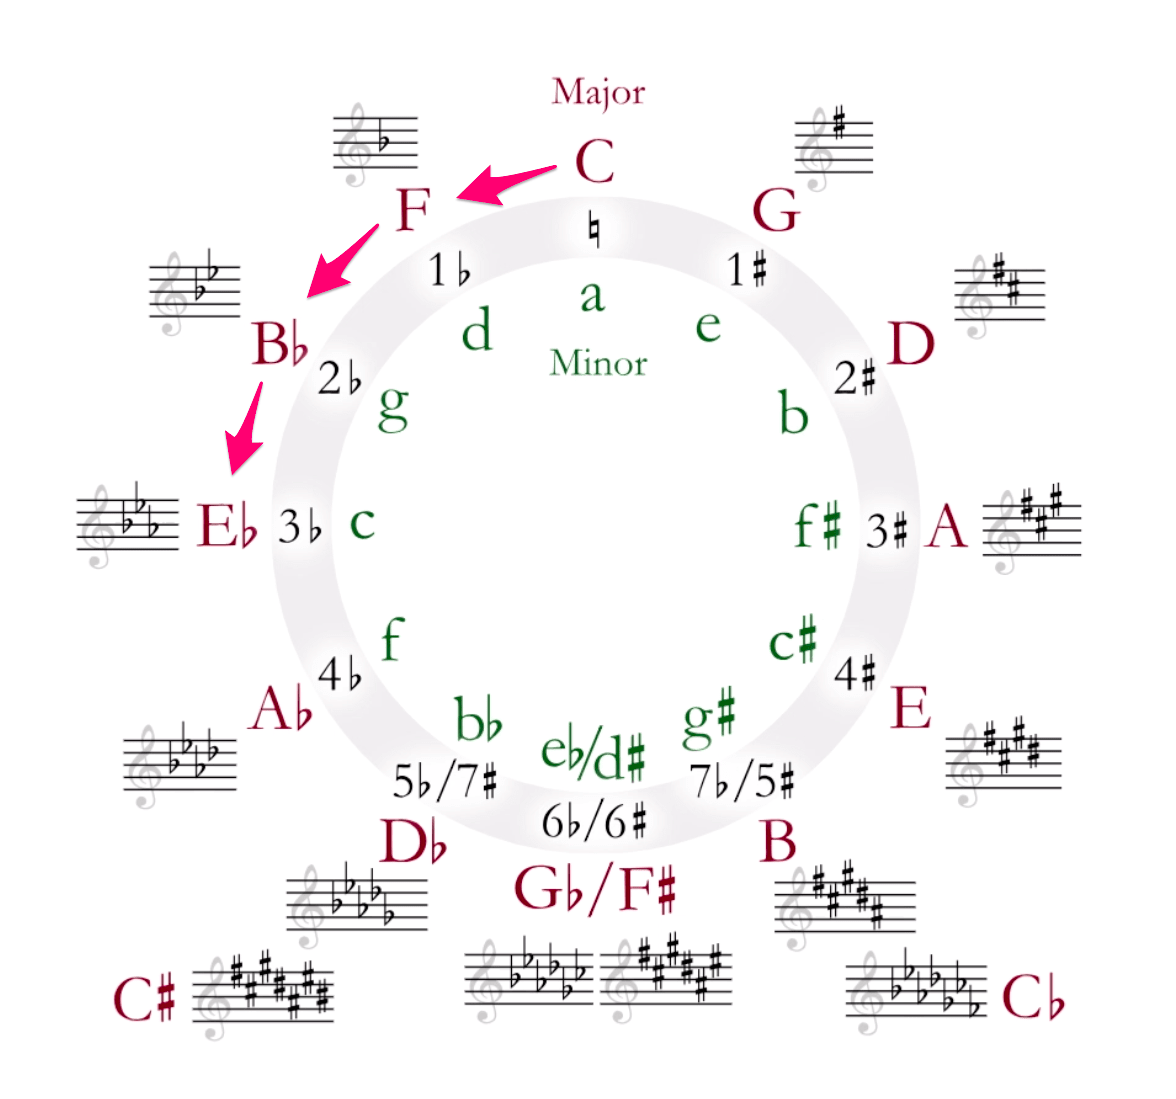 Major
C
F
G
♮
1♭
1♯
a
d
e
Minor
B♭
D
2♭
2♯
g
b
E♭
3♭
c
f♯
3♯
A
f
c♯
4♭
4♯
A♭
E
b♭
g♯
e♭/d♯
5♭/7♯
7♭/5♯
6♭/6♯
D♭
B
G♭/F♯
C♯
C♭